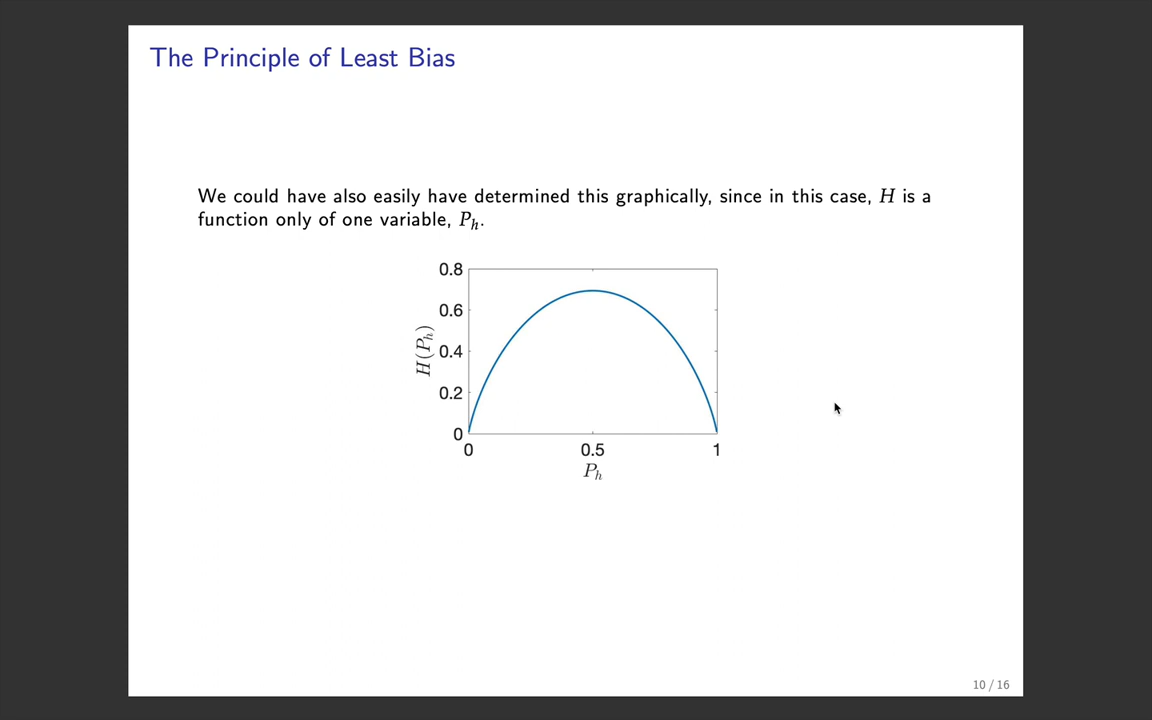 The Principle of Least Bias
We could have also easily have determined this graphically, since in this case, H is a
function only of one variable, P_h.
0.8
0.6
0.4
0.2
0
H(P_h)
0 0.5 1
P_h
10 / 16